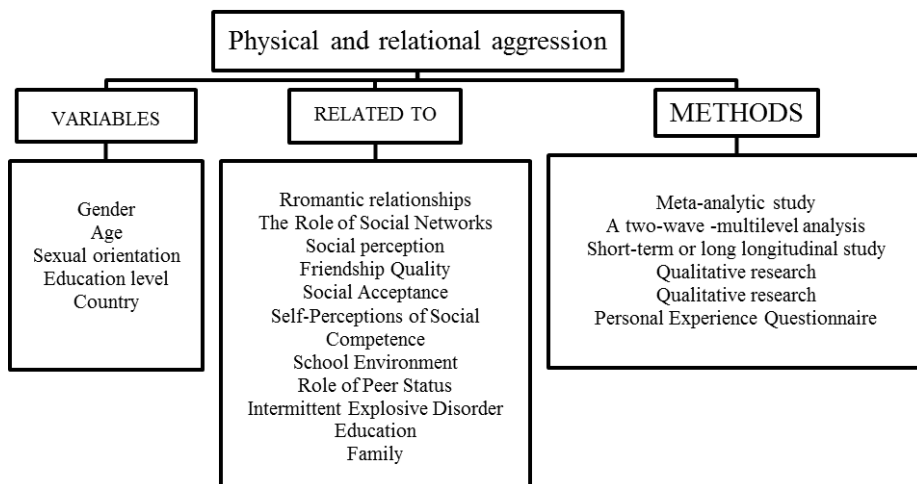 Physical and relational aggression
VARIABLES
Gender
Age
Sexual orientation
Education level
Country
RELATED TO
Rromantic relationships
The Role of Social Networks
Social perception
Friendship Quality
Social Acceptance
Self-Perceptions of Social
Competence
School Environment
Role of Peer Status
Intermittent Explosive Disorder
Education
Family
METHODS
Meta-analytic study
A two-wave -multilevel analysis
Short-term or long longitudinal study
Qualitative research
Qualitative research
Personal Experience Questionnaire